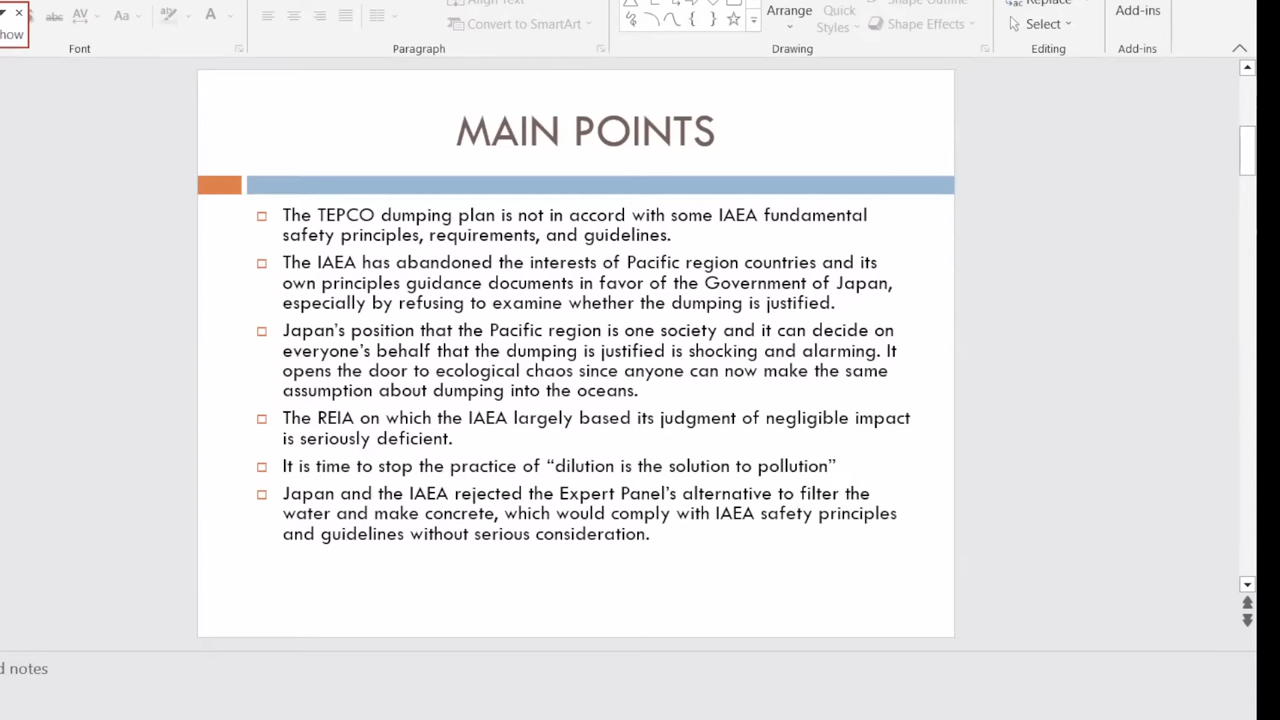 how
abc
AV
Aa
A
Font
Align Text
Convert to SmartArt
Paragraph
Arrange
Quick
Styles
Shape Outline
Shape Effects
Drawing
Replace
Select
Editing
Add-ins
Add-ins
MAIN POINTS
The TEPCO dumping plan is not in accord with some IAEA fundamental
safety principles, requirements, and guidelines.
The IAEA has abandoned the interests of Pacific region countries and its
own principles guidance documents in favor of the Government of Japan,
especially by refusing to examine whether the dumping is justified.
Japan's position that the Pacific region is one society and it can decide on
everyone's behalf that the dumping is justified is shocking and alarming. It
opens the door to ecological chaos since anyone can now make the same
assumption about dumping into the oceans.
The REIA on which the IAEA largely based its judgment of negligible impact
is seriously deficient.
It is time to stop the practice of “dilution is the solution to pollution”
Japan and the IAEA rejected the Expert Panel's alternative to filter the
water and make concrete, which would comply with IAEA safety principles
and guidelines without serious consideration.
d notes